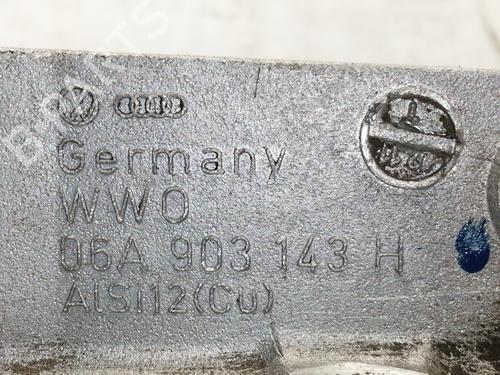 Germany
WWO
06A 903 143 H
AlSi12(Cu)